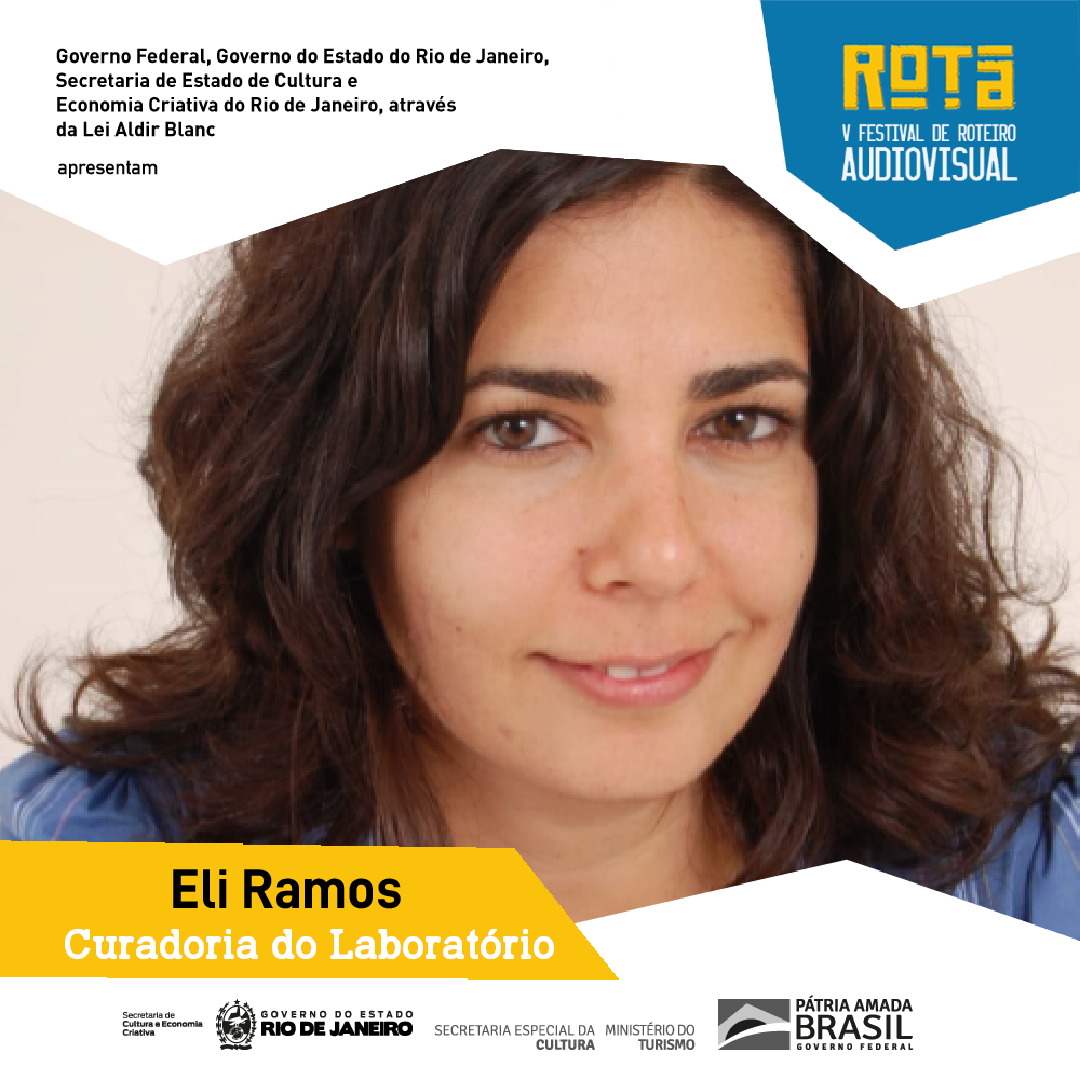 Governo Federal, Governo do Estado do Rio de Janeiro,
Secretaria de Estado de Cultura e
Economia Criativa do Rio de Janeiro, através
da Lei Aldir Blanc
apresentam
ROTA
V FESTIVAL DE ROTEIRO
AUDIOVISUAL
Eli Ramos
Curadoria do Laboratório
Secretaria de
Cultura e Economia
Criativa
GOVERNO DO ESTADO
RIO DE JANEIRO
SECRETARIA ESPECIAL DA
CULTURA
MINISTÉRIO DO
TURISMO
PÁTRIA AMADA
BRASIL
GOVERNO FEDERAL